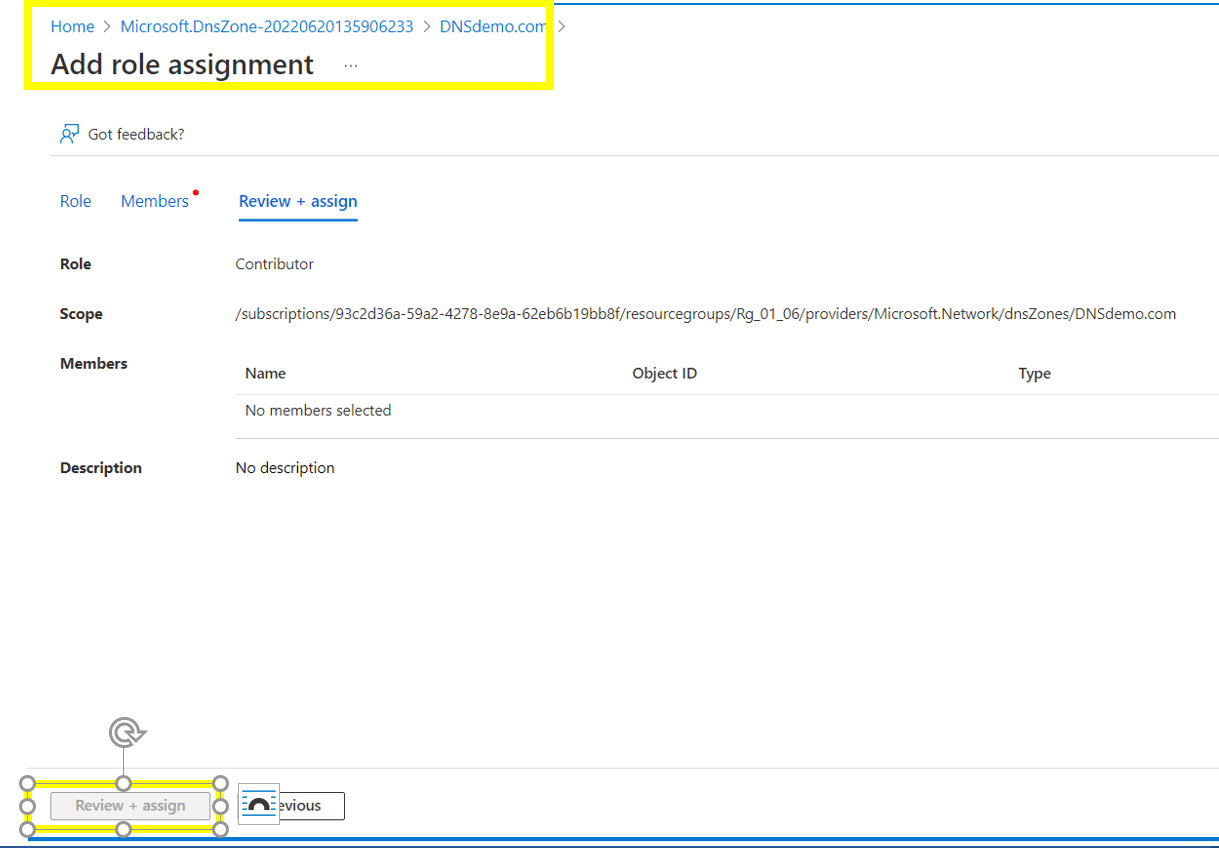 Home > Microsoft.DnsZone-20220620135906233 > DNSdemo.com >
Add role assignment ...
Got feedback?
Role Members Review + assign
Role Contributor
Scope /subscriptions/93c2d36a-59a2-4278-8e9a-62eb6b19bb8f/resourcegroups/Rg_01_06/providers/Microsoft.Network/dnsZones/DNSdemo.com
Members
Name Object ID Type
No members selected
Description No description
Review + assign evious